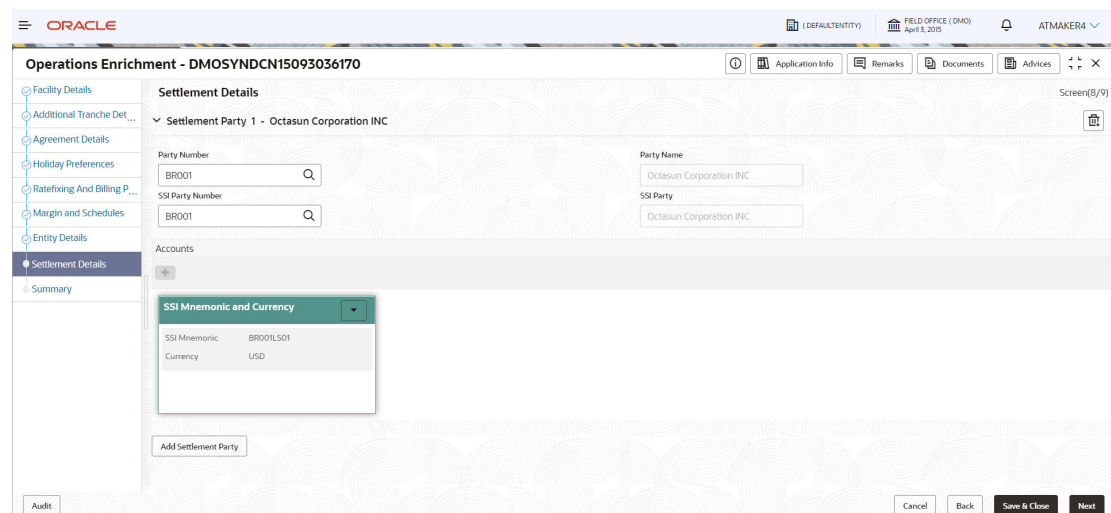 ORACLE
( DEFAULTENTITY)
FIELD OFFICE ( DMO)
April 3, 2015
ATMAKER4
Operations Enrichment - DMOSYNDCN15093036170
Application Info
Remarks
Documents
Advices
Facility Details
Additional Tranche Det...
Agreement Details
Holiday Preferences
Ratefixing And Billing P...
Margin and Schedules
Entity Details
Settlement Details
Summary
Settlement Details
Screen(8/9)
Settlement Party 1 - Octasun Corporation INC
Party Number
Party Name
BR001
Octasun Corporation INC
SSI Party Number
SSI Party
BR001
Octasun Corporation INC
Accounts
SSI Mnemonic and Currency
SSI Mnemonic BR001LS01
Currency USD
Add Settlement Party
Audit
Cancel
Back
Save & Close
Next